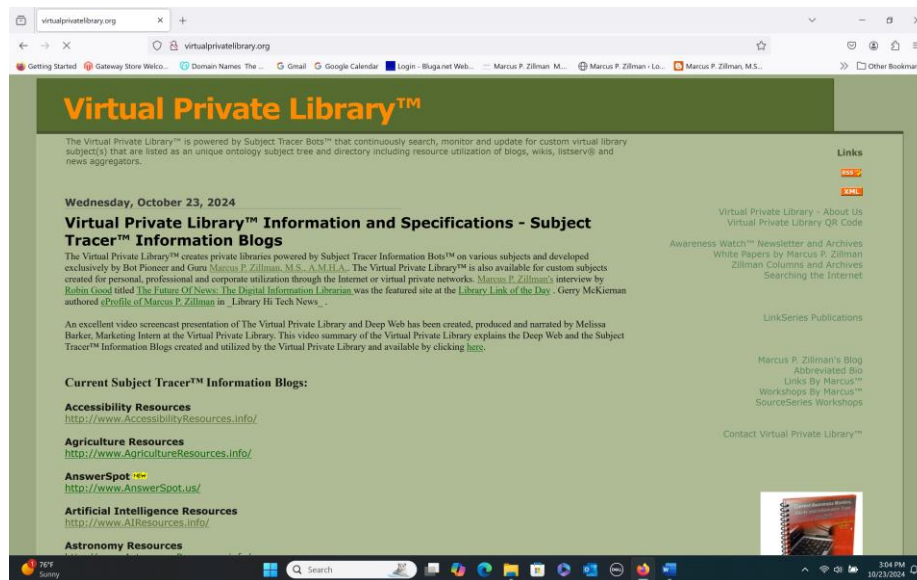 virtualprivatelibrary.org
virtualprivatelibrary.org
Getting Started Gateway Store Welco... Domain Names The ... Gmail Google Calendar Login - Bluga.net Web... Marcus P. Zillman M... Marcus P. Zillman › Lo... Marcus P. Zillman, M.S... Other Bookmar
Virtual Private Library™
The Virtual Private Library™ is powered by Subject Tracer Bots™ that continuously search, monitor and update for custom virtual library
subject(s) that are listed as an unique ontology subject tree and directory including resource utilization of blogs, wikis, listserv® and
news aggregators.
Wednesday, October 23, 2024
Virtual Private Library™ Information and Specifications - Subject
Tracer™ Information Blogs
The Virtual Private Library™ creates private libraries powered by Subject Tracer Information Bots™ on various subjects and developed
exclusively by Bot Pioneer and Guru Marcus P. Zillman, M.S., A.M.H.A.. The Virtual Private Library™ is also available for custom subjects
created for personal, professional and corporate utilization through the Internet or virtual private networks. Marcus P. Zillman's interview by
Robin Good titled The Future Of News: The Digital Information Librarian was the featured site at the Library Link of the Day . Gerry McKiernan
authored eProfile of Marcus P. Zillman in _Library Hi Tech News_ .
An excellent video screencast presentation of The Virtual Private Library and Deep Web has been created, produced and narrated by Melissa
Barker, Marketing Intern at the Virtual Private Library. This video summary of the Virtual Private Library explains the Deep Web and the Subject
Tracer™ Information Blogs created and utilized by the Virtual Private Library and available by clicking here.
Current Subject Tracer™ Information Blogs:
Accessibility Resources
http://www.AccessibilityResources.info/
Agriculture Resources
http://www.AgricultureResources.info/
AnswerSpot NEW
http://www.AnswerSpot.us/
Artificial Intelligence Resources
http://www.AIResources.info/
Astronomy Resources
Links
RSS
XML
Virtual Private Library - About Us
Virtual Private Library QR Code
Awareness Watch™ Newsletter and Archives
White Papers by Marcus P. Zillman
Zillman Columns and Archives
Searching the Internet
LinkSeries Publications
Marcus P. Zillman's Blog
Abbreviated Bio
Links By Marcus™
Workshops By Marcus™
SourceSeries Workshops
Contact Virtual Private Library™
1
76°F
Sunny
Search
3:04 PM
10/23/2024